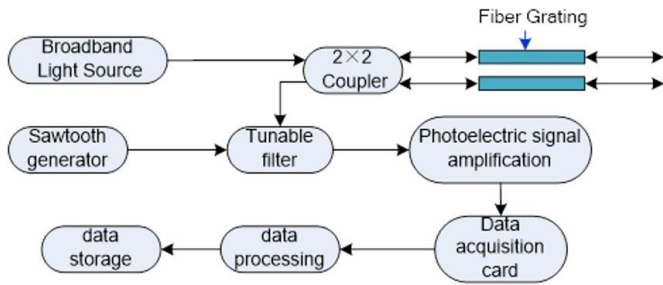 Fiber Grating
Broadband
Light Source
2×2
Coupler
Sawtooth
generator
Tunable
filter
Photoelectric signal
amplification
data
storage
data
processing
Data
acquisition
card